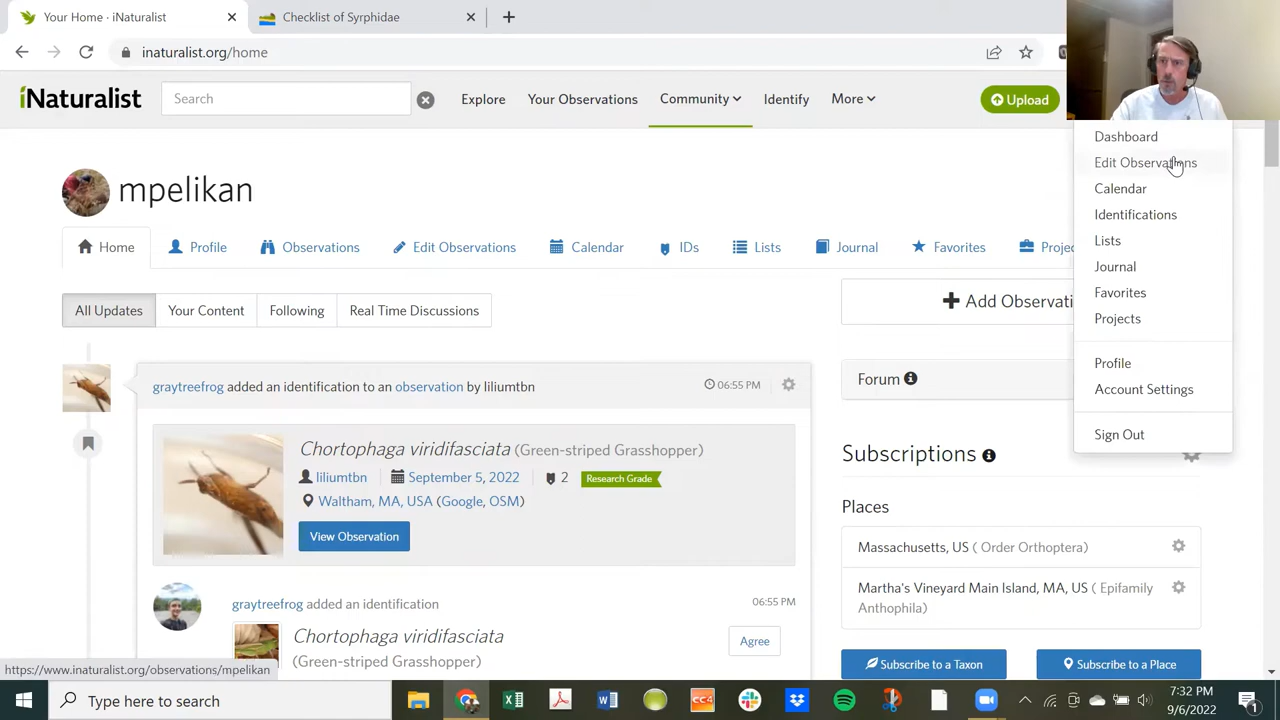 Your Home · iNaturalist
Checklist of Syrphidae
inaturalist.org/home
iNaturalist
Search
Explore
Your Observations
Community
Identify
More
Upload
Dashboard
Edit Observations
Calendar
Identifications
Lists
Journal
Favorites
Projects
Profile
Account Settings
Sign Out
mpelikan
Home
Profile
Observations
Edit Observations
Calendar
IDs
Lists
Journal
Favorites
All Updates
Your Content
Following
Real Time Discussions
graytreefrog added an identification to an observation by liliumtbn
06:55 PM
Chortophaga viridifasciata (Green-striped Grasshopper)
liliumtbn September 5, 2022 2 Research Grade
Waltham, MA, USA (Google, OSM)
View Observation
graytreefrog added an identification
06:55 PM
Chortophaga viridifasciata
(Green-striped Grasshopper)
Agree
Forum
Subscriptions
Places
Massachusetts, US ( Order Orthoptera)
Martha's Vineyard Main Island, MA, US ( Epifamily
Anthophila)
Subscribe to a Taxon
Subscribe to a Place
https://www.inaturalist.org/observations/mpelikan
Type here to search
7:32 PM
9/6/2022
1